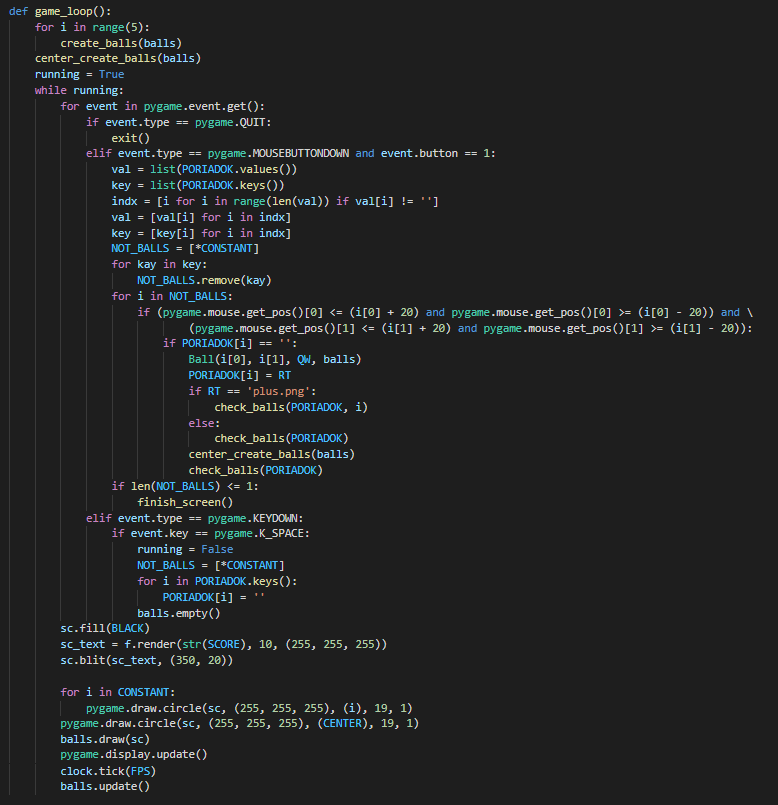 def game_loop():
    for i in range(5):
        create_balls(balls)
    center_create_balls(balls)
    running = True
    while running:
        for event in pygame.event.get():
            if event.type == pygame.QUIT:
                exit()
            elif event.type == pygame.MOUSEBUTTONDOWN and event.button == 1:
                val = list(PORIADOK.values())
                key = list(PORIADOK.keys())
                indx = [i for i in range(len(val)) if val[i] != '']
                val = [val[i] for i in indx]
                key = [key[i] for i in indx]
                NOT_BALLS = [*CONSTANT]
                for kay in key:
                    NOT_BALLS.remove(kay)
                for i in NOT_BALLS:
                    if (pygame.mouse.get_pos()[0] <= (i[0] + 20) and pygame.mouse.get_pos()[0] >= (i[0] - 20)) and \
                            (pygame.mouse.get_pos()[1] <= (i[1] + 20) and pygame.mouse.get_pos()[1] >= (i[1] - 20)):
                        if PORIADOK[i] == '':
                            Ball(i[0], i[1], QW, balls)
                            PORIADOK[i] = RT
                            if RT == 'plus.png':
                                check_balls(PORIADOK, i)
                            else:
                                check_balls(PORIADOK)
                            center_create_balls(balls)
                            check_balls(PORIADOK)
                if len(NOT_BALLS) <= 1:
                    finish_screen()
            elif event.type == pygame.KEYDOWN:
                if event.key == pygame.K_SPACE:
                    running = False
                    NOT_BALLS = [*CONSTANT]
                    for i in PORIADOK.keys():
                        PORIADOK[i] = ''
                    balls.empty()
        sc.fill(BLACK)
        sc_text = f.render(str(SCORE), 10, (255, 255, 255))
        sc.blit(sc_text, (350, 20))

        for i in CONSTANT:
            pygame.draw.circle(sc, (255, 255, 255), (i), 19, 1)
        pygame.draw.circle(sc, (255, 255, 255), (CENTER), 19, 1)
        balls.draw(sc)
        pygame.display.update()
        clock.tick(FPS)
        balls.update()